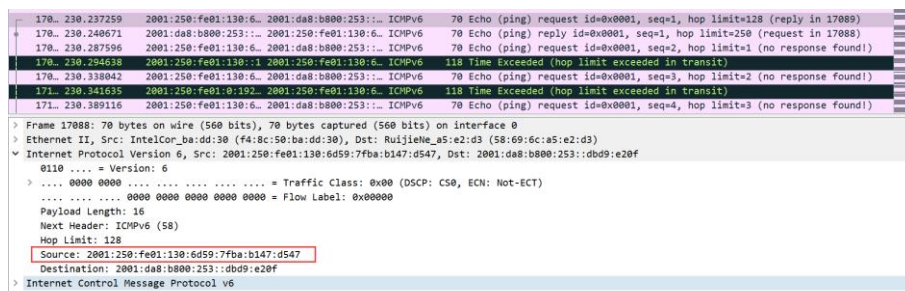 170… 230.237259 2001:250:fe01:130:6… 2001:da8:b800:253::… ICMPv6 70 Echo (ping) request id=0x0001, seq=1, hop limit=128 (reply in 17089)
170… 230.240671 2001:da8:b800:253::… 2001:250:fe01:130:6… ICMPv6 70 Echo (ping) reply id=0x0001, seq=1, hop limit=250 (request in 17088)
170… 230.287596 2001:250:fe01:130:6… 2001:da8:b800:253::… ICMPv6 70 Echo (ping) request id=0x0001, seq=2, hop limit=1 (no response found!)
170… 230.294638 2001:250:fe01:130::1 2001:250:fe01:130:6… ICMPv6 118 Time Exceeded (hop limit exceeded in transit)
170… 230.338042 2001:250:fe01:130:6… 2001:da8:b800:253::… ICMPv6 70 Echo (ping) request id=0x0001, seq=3, hop limit=2 (no response found!)
171… 230.341635 2001:250:fe01:0:192… 2001:250:fe01:130:6… ICMPv6 118 Time Exceeded (hop limit exceeded in transit)
171… 230.389116 2001:250:fe01:130:6… 2001:da8:b800:253::… ICMPv6 70 Echo (ping) request id=0x0001, seq=4, hop limit=3 (no response found!)
> Frame 17088: 70 bytes on wire (560 bits), 70 bytes captured (560 bits) on interface 0
> Ethernet II, Src: IntelCor_ba:dd:30 (f4:8c:50:ba:dd:30), Dst: RuijieNe_a5:e2:d3 (58:69:6c:a5:e2:d3)
Internet Protocol Version 6, Src: 2001:250:fe01:130:6d59:7fba:b147:d547, Dst: 2001:da8:b800:253::dbd9:e20f
0110 .... = Version: 6
> .... 0000 0000 .... .... .... .... .... = Traffic Class: 0x00 (DSCP: CS0, ECN: Not-ECT)
.... .... .... 0000 0000 0000 0000 0000 = Flow Label: 0x00000
Payload Length: 16
Next Header: ICMPv6 (58)
Hop Limit: 128
Source: 2001:250:fe01:130:6d59:7fba:b147:d547
Destination: 2001:da8:b800:253::dbd9:e20f
> Internet Control Message Protocol v6